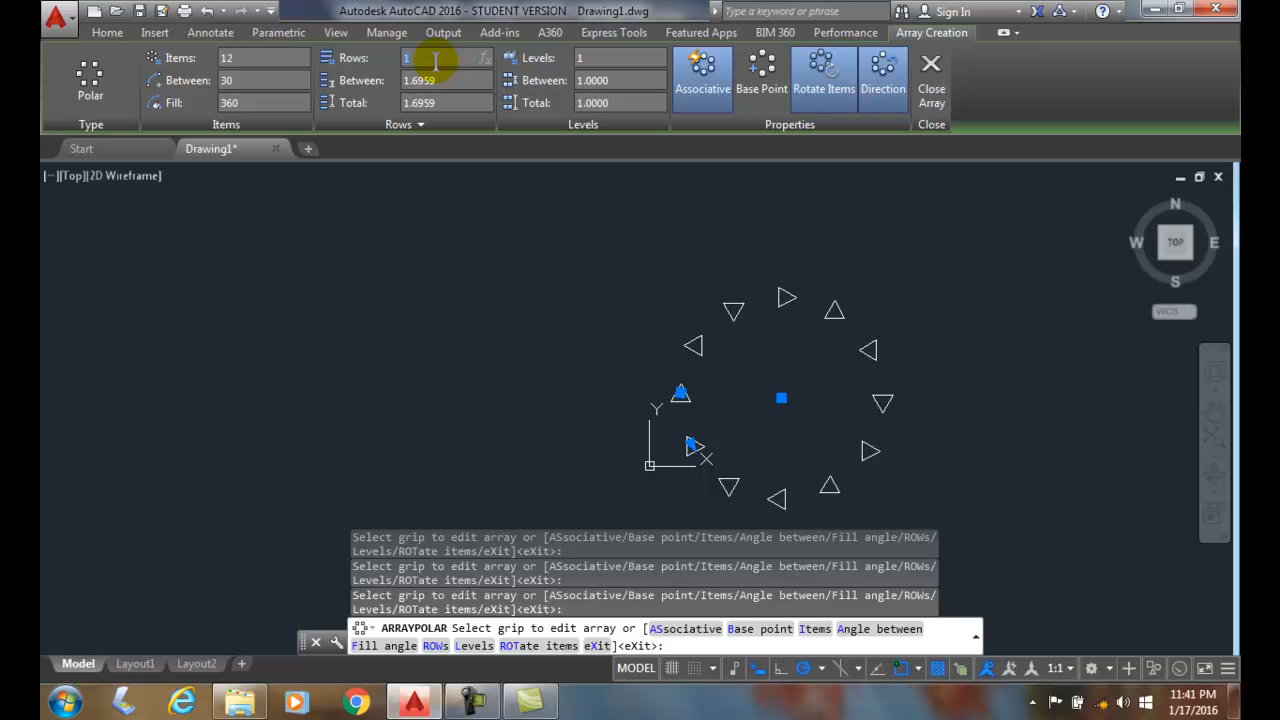 Autodesk AutoCAD 2016 - STUDENT VERSION Drawing1.dwg
Type a keyword or phrase
Sign In
Home Insert Annotate Parametric View Manage Output Add-ins A360 Express Tools Featured Apps BIM 360 Performance Array Creation
Items: 12 Rows: 1 Levels: 1
Between: 30 Between: 1.6959 Between: 1.0000
Fill: 360 Total: 1.6959 Total: 1.0000
Polar
Associative Base Point Rotate Items Direction Close
Array
Type Items Rows Levels Properties Close
Start Drawing1* +
[−][Top][2D Wireframe]
N
W TOP E
S
WCS
Y
X
Select grip to edit array or [ASsociative/Base point/Items/Angle between/Fill angle/ROWs/
Levels/ROTate items/eXit]<eXit>:
Select grip to edit array or [ASsociative/Base point/Items/Angle between/Fill angle/ROWs/
Levels/ROTate items/eXit]<eXit>:
Select grip to edit array or [ASsociative/Base point/Items/Angle between/Fill angle/ROWs/
Levels/ROTate items/eXit]<eXit>:
ARRAYPOLAR Select grip to edit array or [ASsociative Base point Items Angle between
Fill angle ROWs Levels ROTate items eXit]<eXit>:
Model Layout1 Layout2 +
MODEL 1:1
11:41 PM
1/17/2016